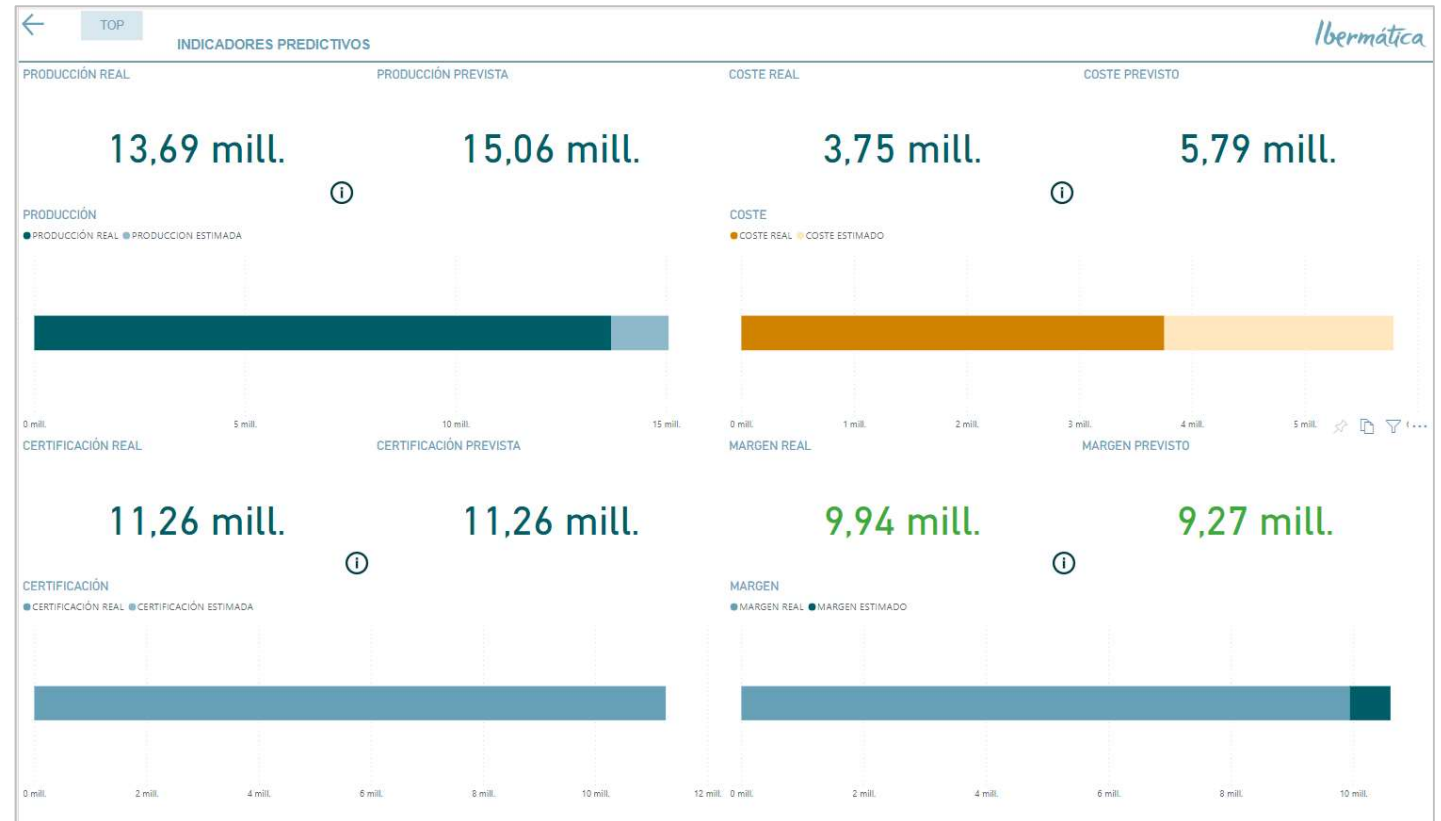 TOP
INDICADORES PREDICTIVOS
Ibermática
PRODUCCIÓN REAL
PRODUCCIÓN PREVISTA
COSTE REAL
COSTE PREVISTO
13,69 mill.
15,06 mill.
3,75 mill.
5,79 mill.
PRODUCCIÓN
PRODUCCIÓN REAL PRODUCCION ESTIMADA
0 mill. 5 mill. 10 mill. 15 mill.
COSTE
COSTE REAL COSTE ESTIMADO
0 mill. 1 mill. 2 mill. 3 mill. 4 mill. 5 mill.
CERTIFICACIÓN REAL
CERTIFICACIÓN PREVISTA
MARGEN REAL
MARGEN PREVISTO
11,26 mill.
11,26 mill.
9,94 mill.
9,27 mill.
CERTIFICACIÓN
CERTIFICACIÓN REAL CERTIFICACIÓN ESTIMADA
0 mill. 2 mill. 4 mill. 6 mill. 8 mill. 10 mill. 12 mill.
MARGEN
MARGEN REAL MARGEN ESTIMADO
0 mill. 2 mill. 4 mill. 6 mill. 8 mill. 10 mill.